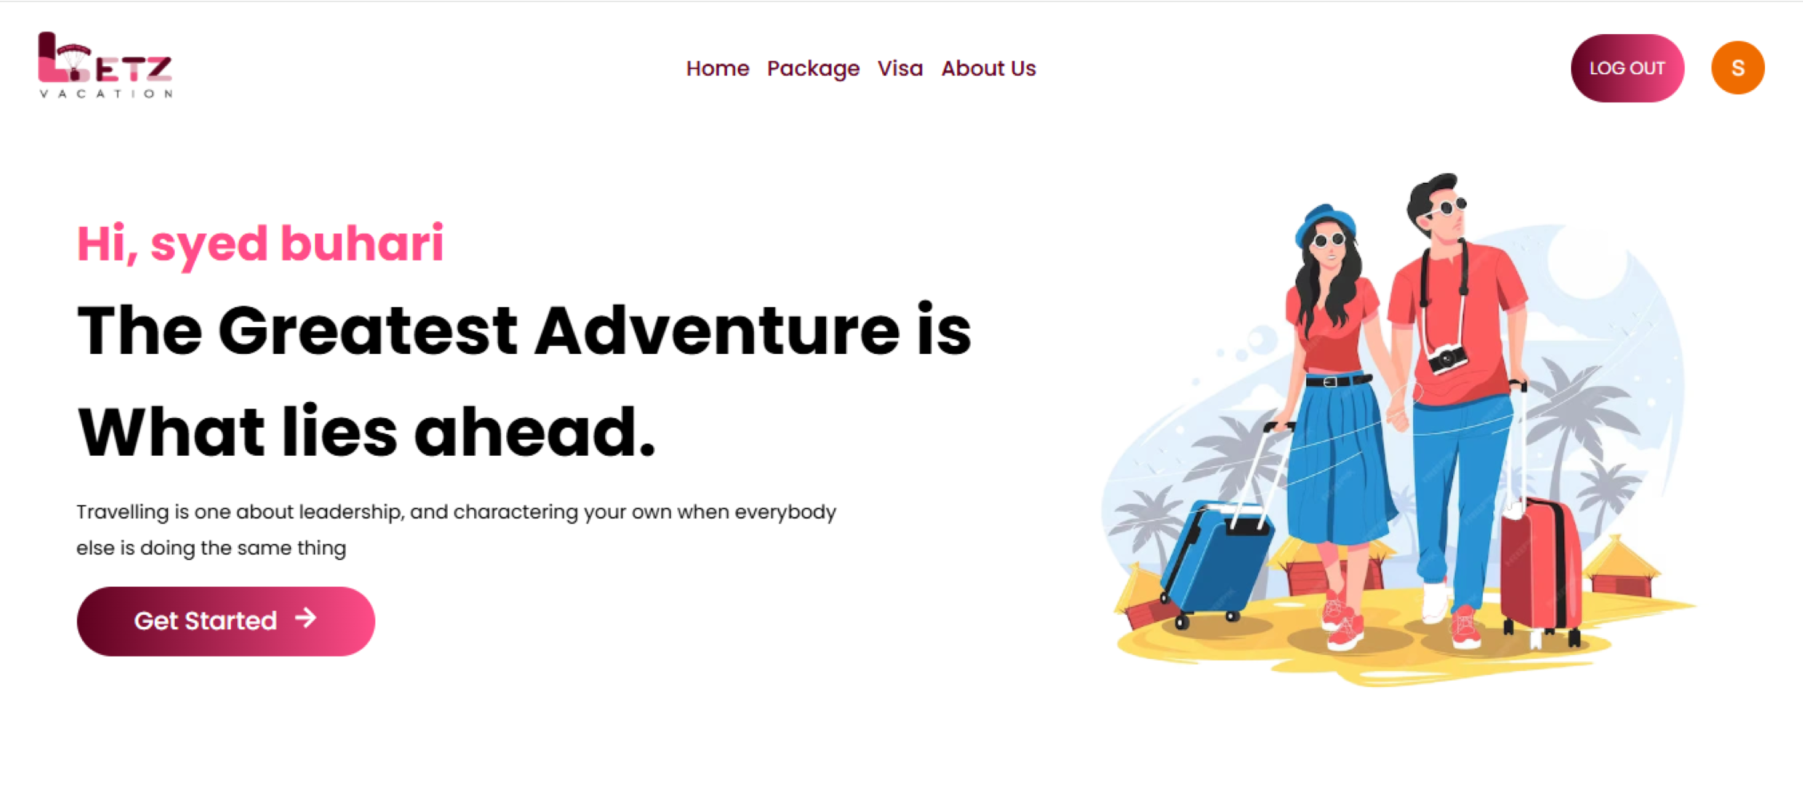 LETZ
VACATION
Home Package Visa About Us
LOG OUT
S
Hi, syed buhari
The Greatest Adventure is
What lies ahead.
Travelling is one about leadership, and charactering your own when everybody
else is doing the same thing
Get Started →